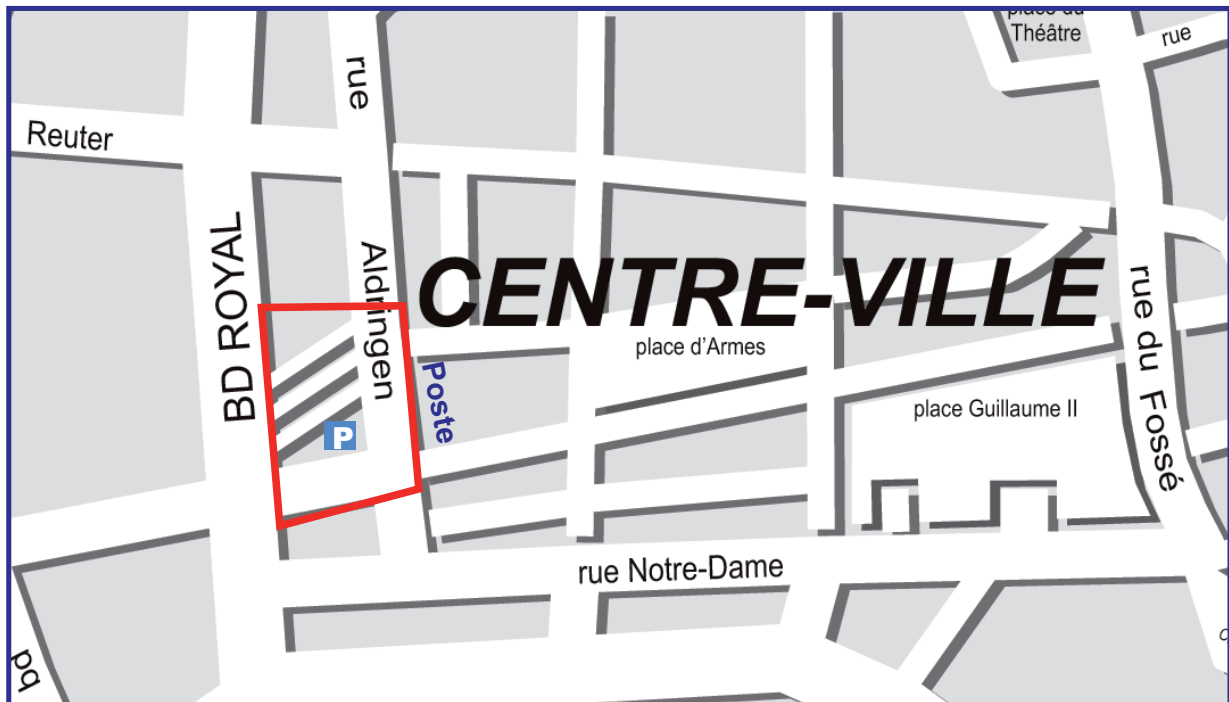 place du
Théâtre
rue
rue
Reuter
BD ROYAL
Aldringen
CENTRE-VILLE
place d'Armes
Poste
rue du Fossé
place Guillaume II
P
rue Notre-Dame
bd